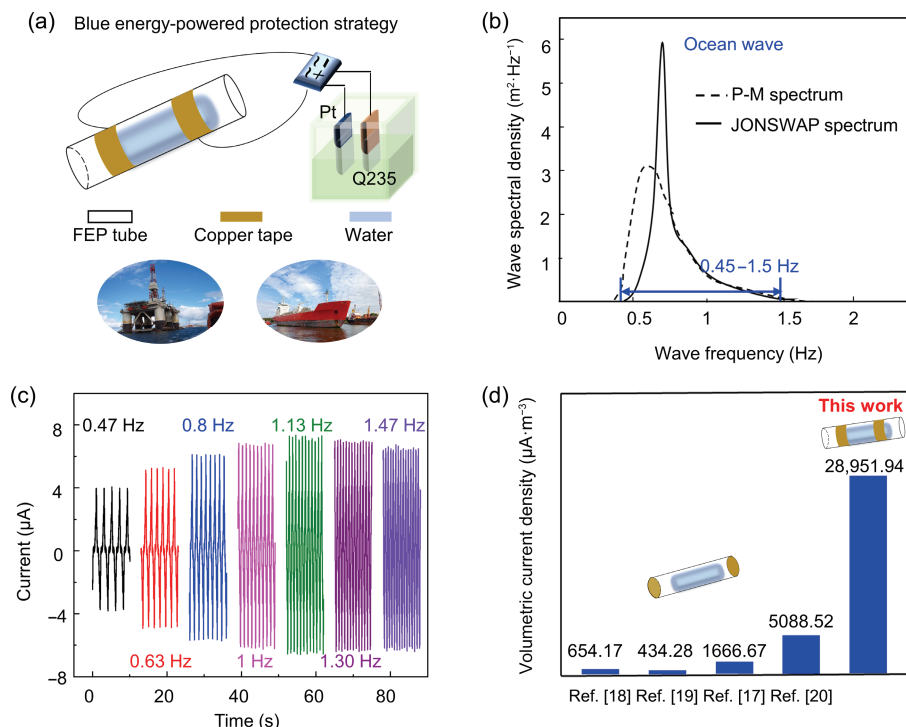 (a)
Blue energy-powered protection strategy
Pt
Q235
FEP tube
Copper tape
Water
(b)
Wave spectral density (m²·Hz⁻¹)
6
5
4
3
2
1
Ocean wave
P-M spectrum
JONSWAP spectrum
0.45–1.5 Hz
0
0.5
1
1.5
2
Wave frequency (Hz)
(c)
Current (μA)
8
4
0
−4
−8
0.47 Hz
0.8 Hz
1.13 Hz
1.47 Hz
0.63 Hz
1 Hz
1.30 Hz
0
20
40
60
80
Time (s)
(d)
Volumetric current density (μA·m⁻³)
This work
28,951.94
5088.52
654.17
434.28
1666.67
Ref. [18]
Ref. [19]
Ref. [17]
Ref. [20]